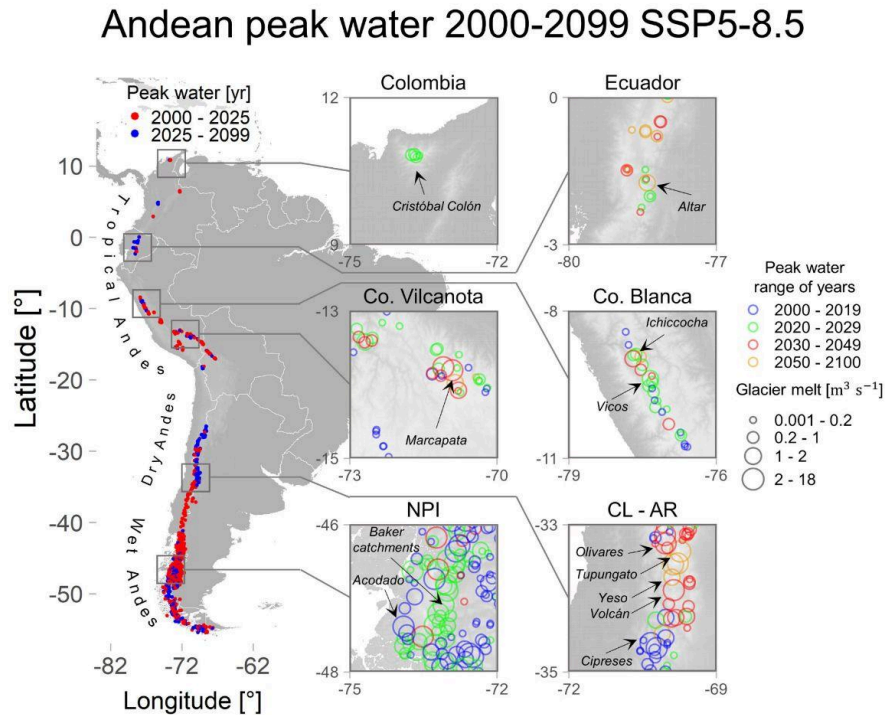 Andean peak water 2000-2099 SSP5-8.5
Peak water [yr]
2000 - 2025
2025 - 2099
10
0
-10
-20
-30
-40
-50
-82
-72
-62
Latitude [°]
Longitude [°]
Tropical Andes
Dry Andes
Wet Andes
Colombia
12
9
-75
-72
Cristóbal Colón
Ecuador
0
-3
-80
-77
Altar
Co. Vilcanota
-13
-15
-73
-70
Marcapata
Co. Blanca
-8
-11
-79
-76
Ichiccocha
Vicos
NPI
-46
-48
-75
-72
Baker
catchments
Acodado
CL - AR
-33
-35
-72
-69
Olivares
Tupungato
Yeso
Volcán
Cipreses
Peak water
range of years
2000 - 2019
2020 - 2029
2030 - 2049
2050 - 2100
Glacier melt [m³ s⁻¹]
0.001 - 0.2
0.2 - 1
1 - 2
2 - 18